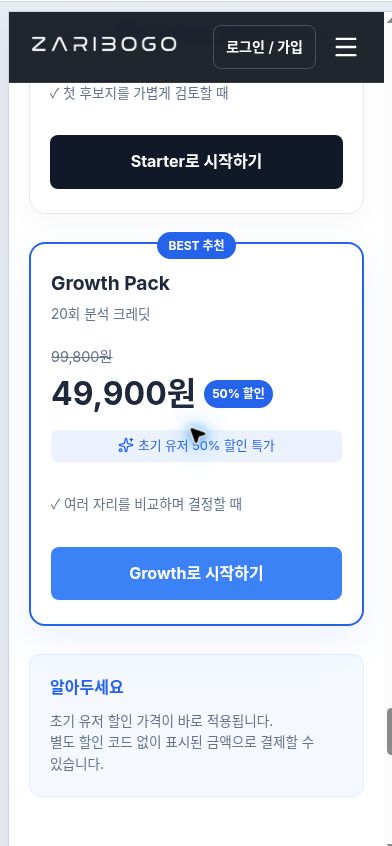 ZARIBOGO
로그인 / 가입
✓ 첫 후보지를 가볍게 검토할 때
Starter로 시작하기
BEST 추천
Growth Pack
20회 분석 크레딧
99,800원
49,900원 50% 할인
초기 유저 50% 할인 특가
✓ 여러 자리를 비교하며 결정할 때
Growth로 시작하기
알아두세요
초기 유저 할인 가격이 바로 적용됩니다.
별도 할인 코드 없이 표시된 금액으로 결제할 수
있습니다.